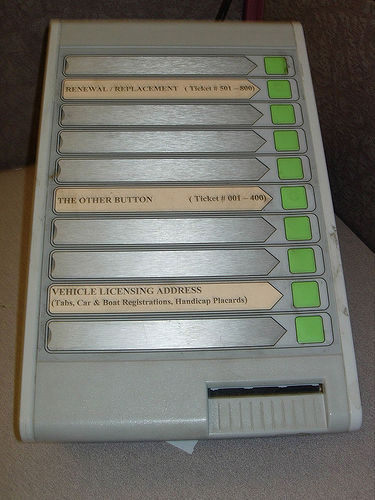 RENEWAL / REPLACEMENT ( Ticket # 501 – 800)
THE OTHER BUTTON ( Ticket # 001 – 400)
VEHICLE LICENSING ADDRESS
(Tabs, Car & Boat Registrations, Handicap Placards)